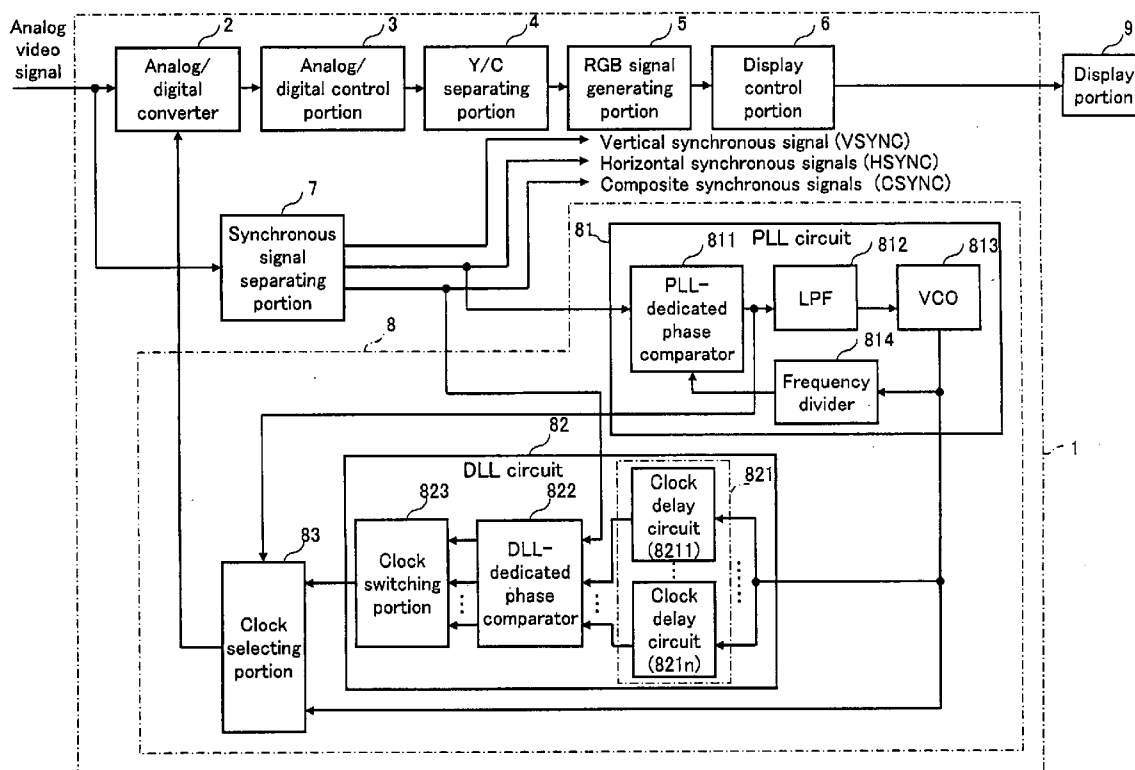 Analog
video
signal
2
Analog/
digital
converter
3
Analog/
digital control
portion
4
Y/C
separating
portion
5
RGB signal
generating
portion
6
Display
control
portion
9
Display
portion
Vertical synchronous signal (VSYNC)
Horizontal synchronous signals (HSYNC)
Composite synchronous signals (CSYNC)
7
Synchronous
signal
separating
portion
8
81
PLL circuit
811
PLL-
dedicated
phase
comparator
812
LPF
813
VCO
814
Frequency
divider
1
82
DLL circuit
823
Clock
switching
portion
822
DLL-
dedicated
phase
comparator
821
Clock
delay
circuit
(8211)
Clock
delay
circuit
(821n)
83
Clock
selecting
portion